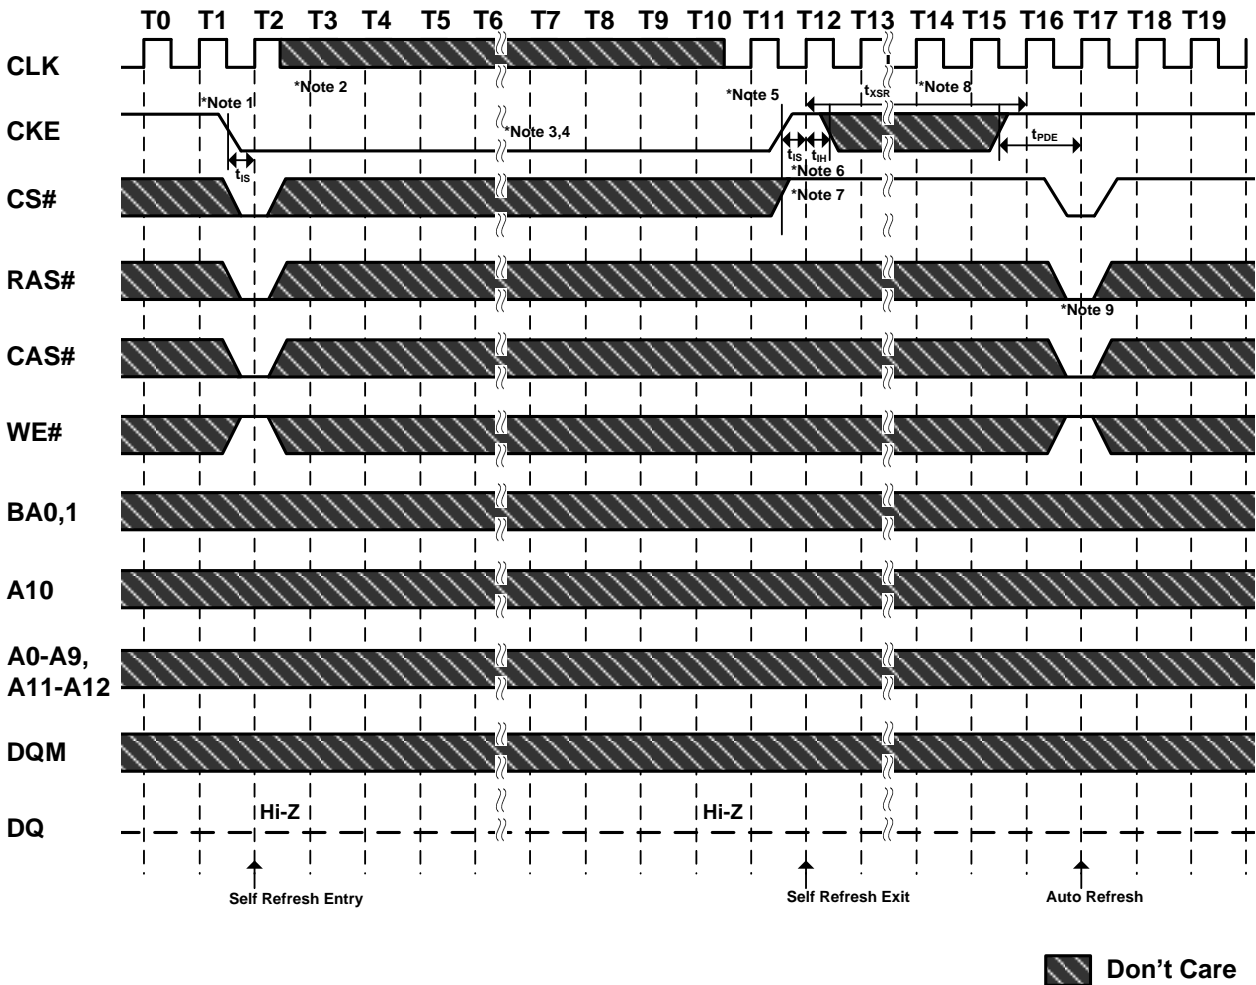 T0 T1 T2 T3 T4 T5 T6 T7 T8 T9 T10 T11 T12 T13 T14 T15 T16 T17 T18 T19
CLK
*Note 2
*Note 5
tXSR
*Note 8
*Note 1
CKE
*Note 3,4
tPDE
tIS
tIS
tIH
*Note 6
CS#
*Note 7
RAS#
*Note 9
CAS#
WE#
BA0,1
A10
A0-A9,
A11-A12
DQM
Hi-Z
Hi-Z
DQ
Self Refresh Entry
Self Refresh Exit
Auto Refresh
Don't Care